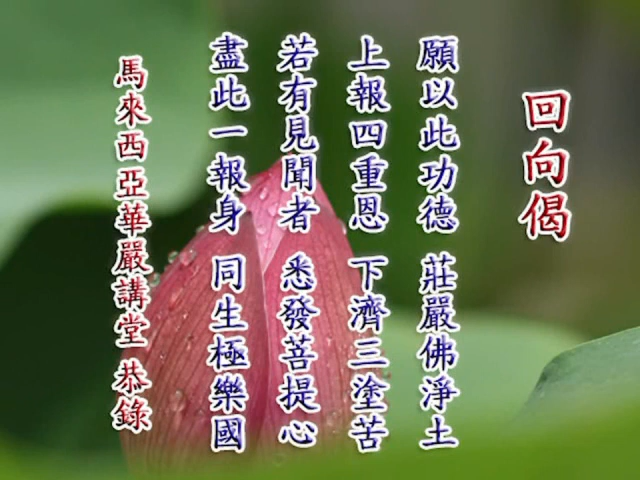 回向偈
願以此功德 莊嚴佛淨土
上報四重恩 下濟三塗苦
若有見聞者 悉發菩提心
盡此一報身 同生極樂國
馬來西亞華嚴講堂 恭錄